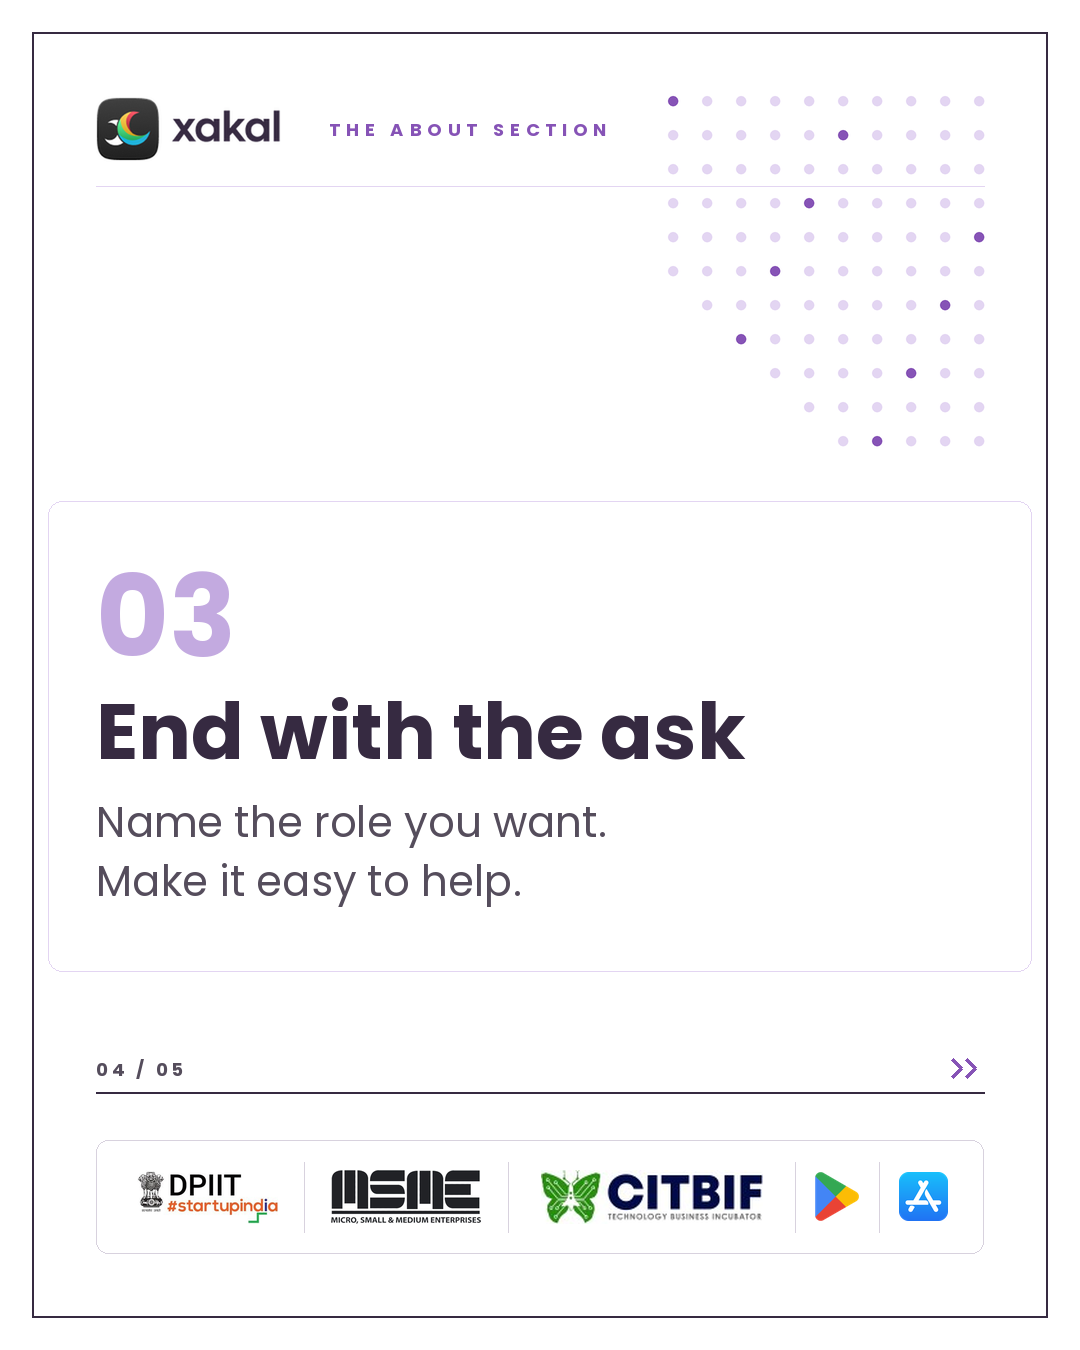 xakal
THE ABOUT SECTION
03
End with the ask
Name the role you want.
Make it easy to help.
04 / 05
DPIIT
#startupindia
MSME
MICRO, SMALL & MEDIUM ENTERPRISES
CITBIF
TECHNOLOGY BUSINESS INCUBATOR